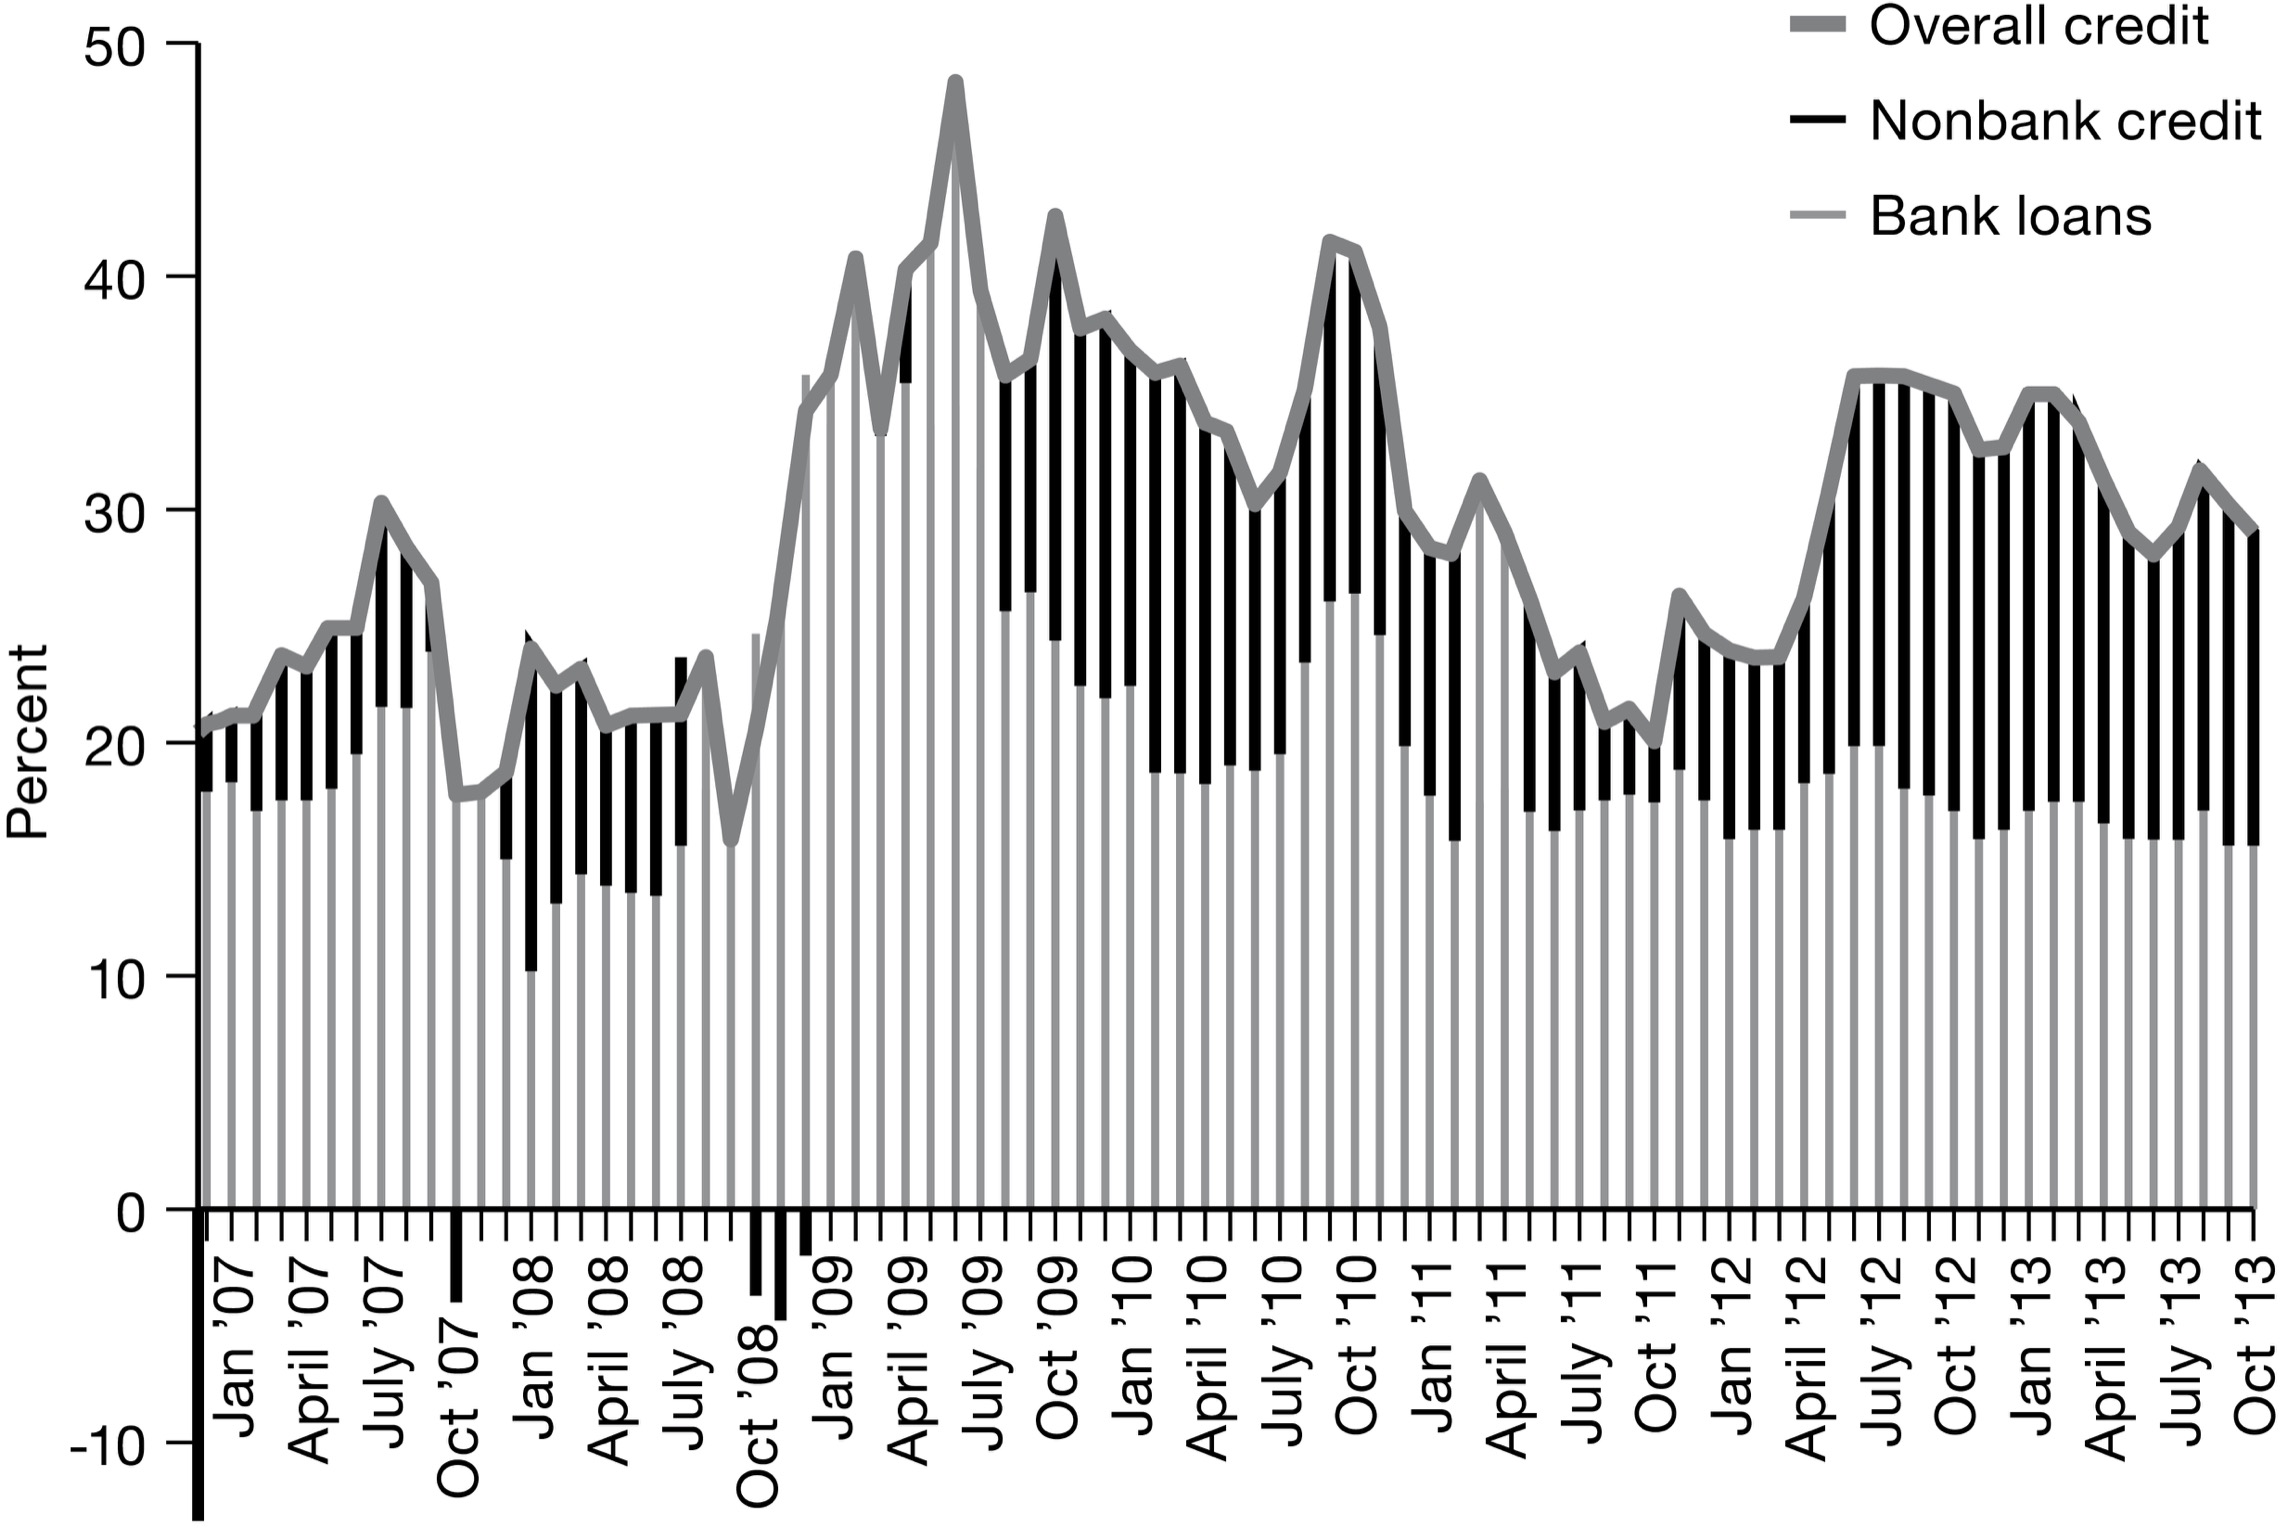 Overall credit
Nonbank credit
Bank loans
Percent
50
40
30
20
10
0
-10
Jan ’07
April ’07
July ’07
Oct ’07
Jan ’08
April ’08
July ’08
Oct ’08
Jan ’09
April ’09
July ’09
Oct ’09
Jan ’10
April ’10
July ’10
Oct ’10
Jan ’11
April ’11
July ’11
Oct ’11
Jan ’12
April ’12
July ’12
Oct ’12
Jan ’13
April ’13
July ’13
Oct ’13